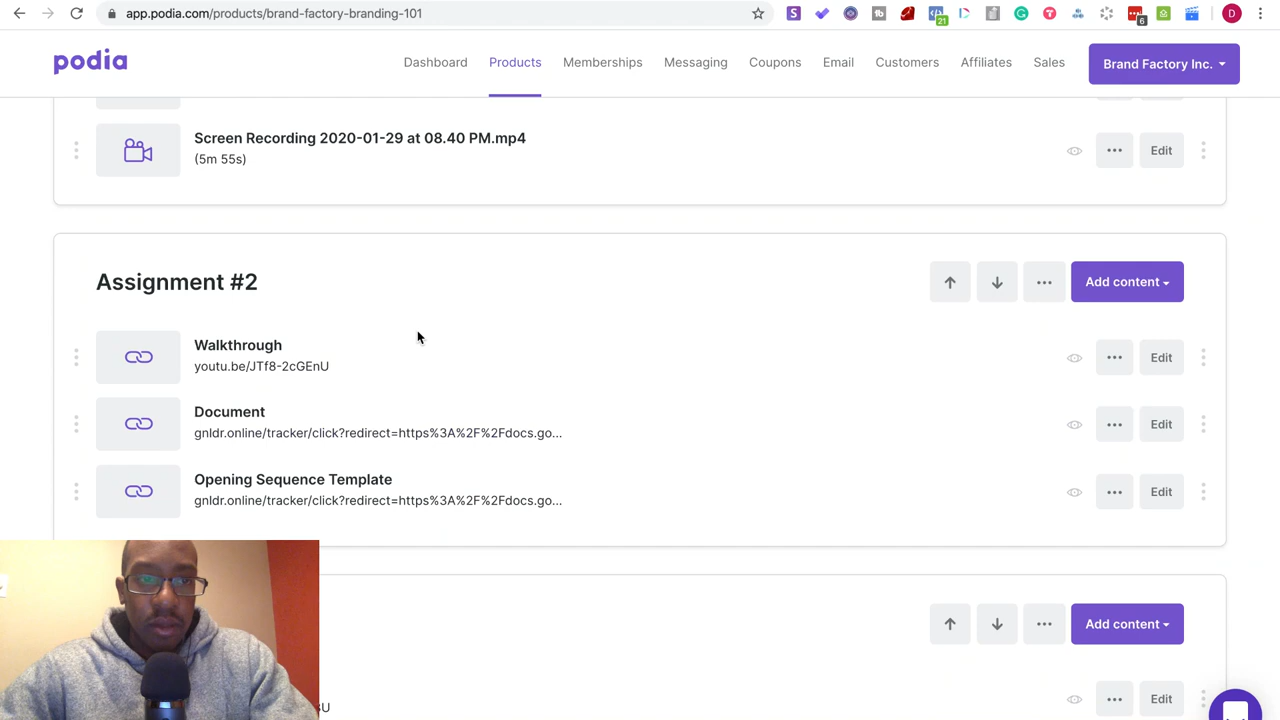 app.podia.com/products/brand-factory-branding-101
21
6
D
podia
Dashboard
Products
Memberships
Messaging
Coupons
Email
Customers
Affiliates
Sales
Brand Factory Inc.
Screen Recording 2020-01-29 at 08.40 PM.mp4
(5m 55s)
Edit
Assignment #2
Add content
Walkthrough
youtu.be/JTf8-2cGEnU
Edit
Document
gnldr.online/tracker/click?redirect=https%3A%2F%2Fdocs.go...
Edit
Opening Sequence Template
gnldr.online/tracker/click?redirect=https%3A%2F%2Fdocs.go...
Edit
Add content
Edit